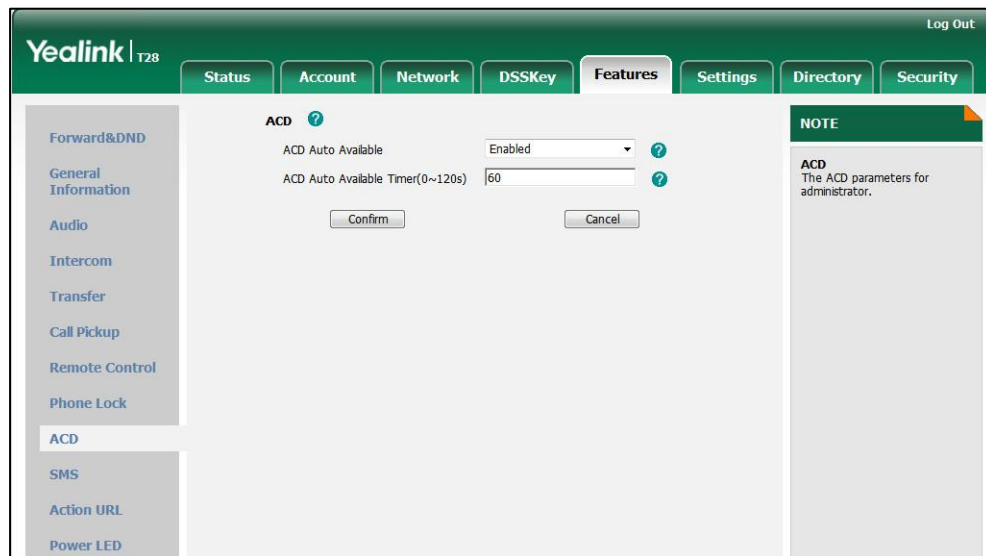 Log Out
Yealink T28
Status Account Network DSSKey Features Settings Directory Security
Forward&DND
General
Information
Audio
Intercom
Transfer
Call Pickup
Remote Control
Phone Lock
ACD
SMS
Action URL
Power LED
ACD ?
ACD Auto Available Enabled ?
ACD Auto Available Timer(0~120s) 60 ?
Confirm Cancel
NOTE
ACD
The ACD parameters for
administrator.